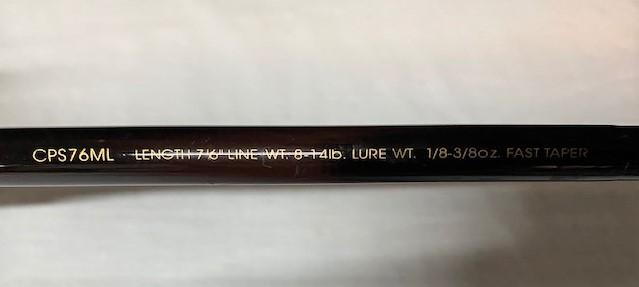 CPS76ML LENGTH 7'6" LINE WT. 8-14lb. LURE WT. 1/8-3/8oz. FAST TAPER